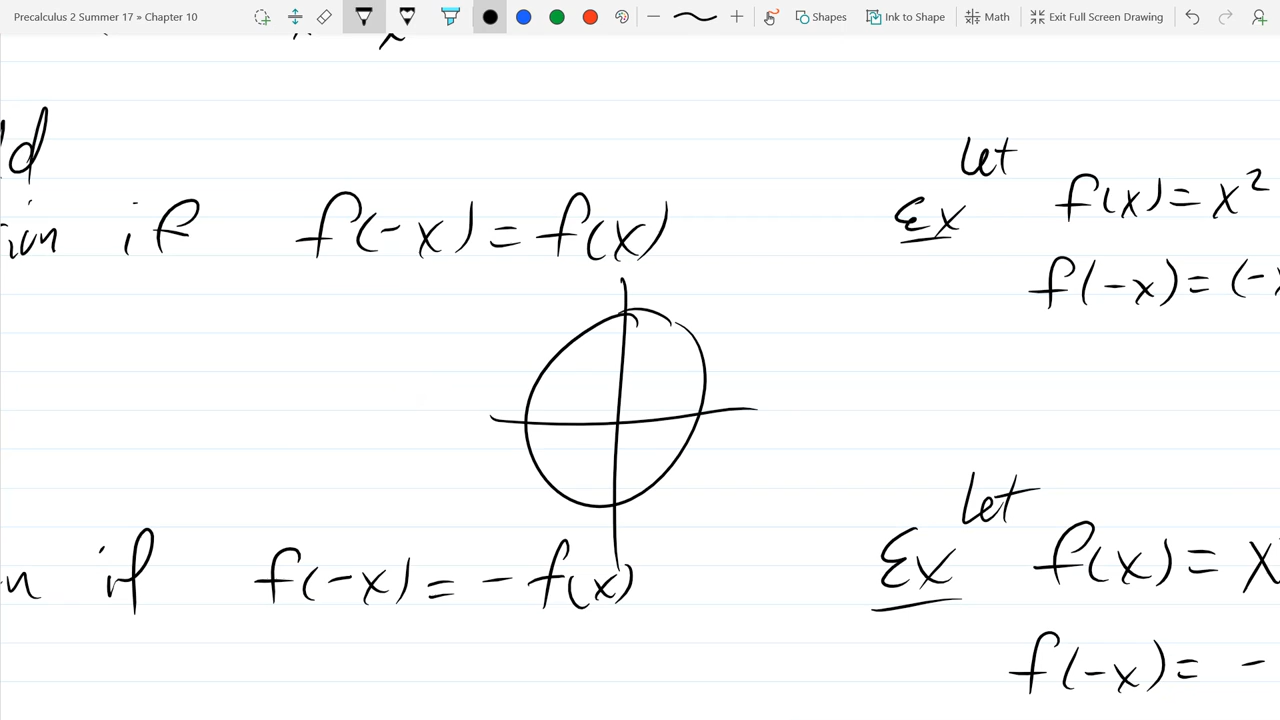 Precalculus 2 Summer 17 » Chapter 10
Shapes
Ink to Shape
Math
Exit Full Screen Drawing
let
if f(-x) = f(x)
Ex f(x) = x²
f(-x) = (-x
let
if f(-x) = -f(x)
Ex f(x) = x
f(-x) = -